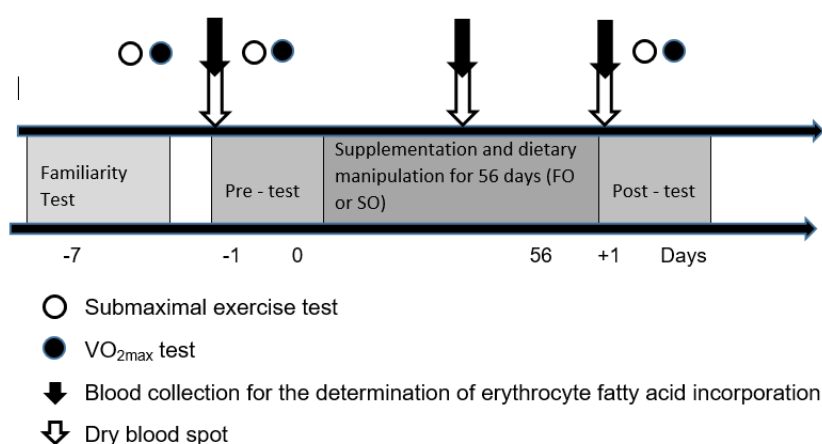 Familiarity
Test
Pre - test
Supplementation and dietary
manipulation for 56 days (FO
or SO)
Post - test
-7 -1 0 56 +1 Days
Submaximal exercise test
VO2max test
Blood collection for the determination of erythrocyte fatty acid incorporation
Dry blood spot